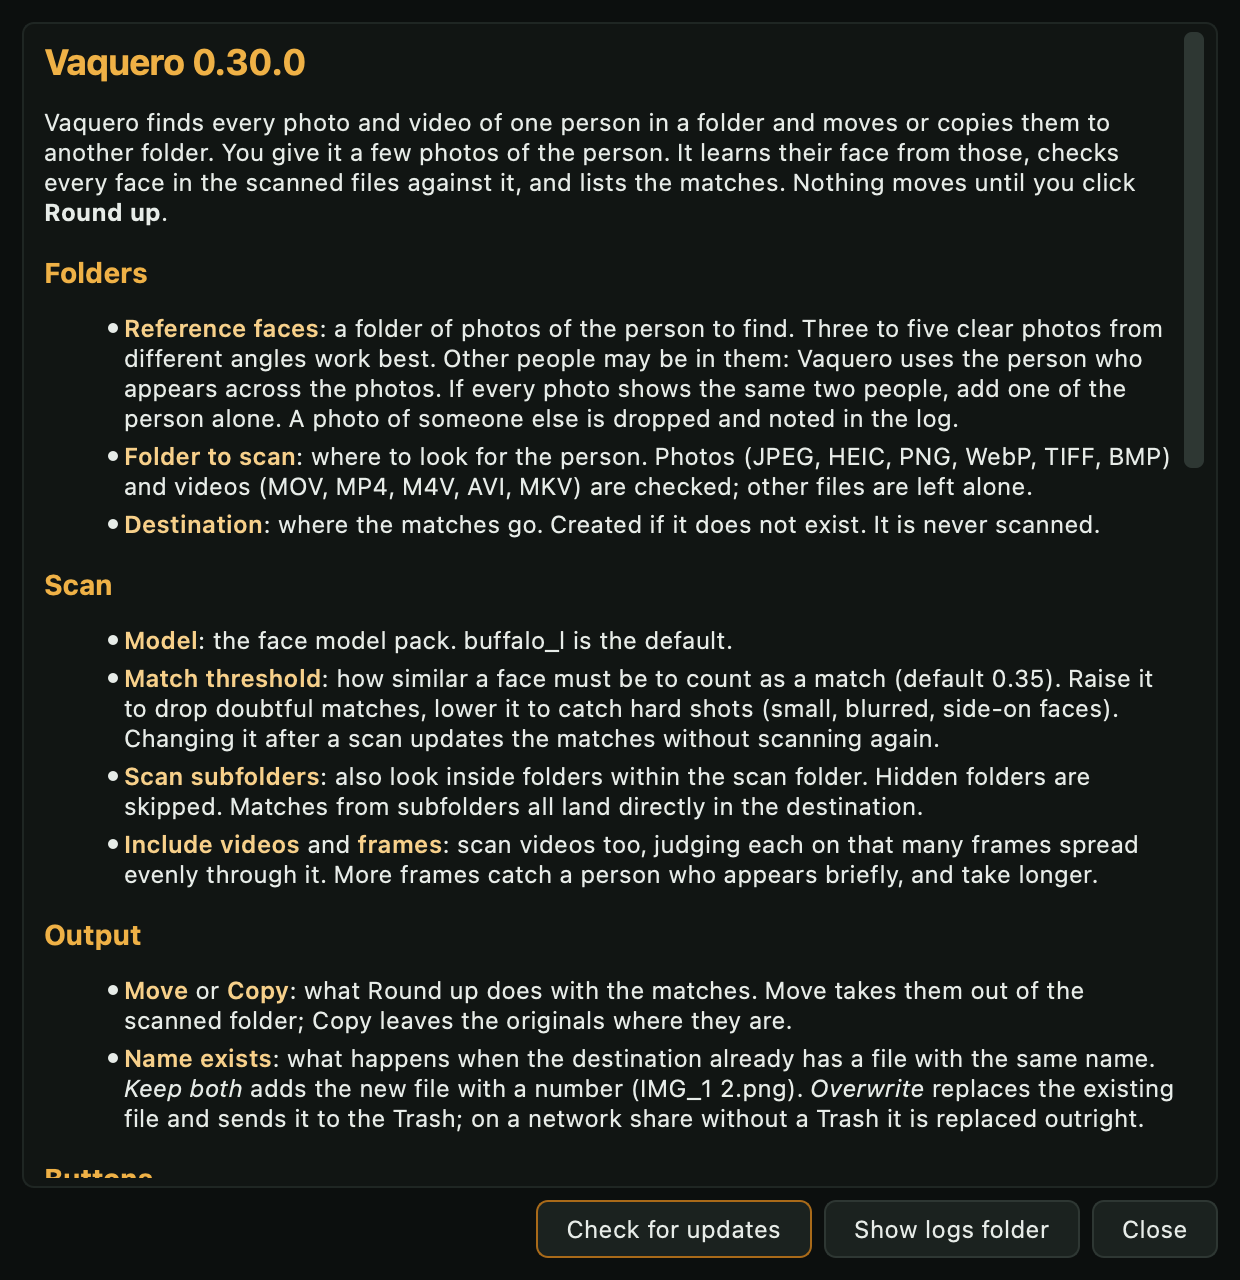 Vaquero 0.30.0
Vaquero finds every photo and video of one person in a folder and moves or copies them to
another folder. You give it a few photos of the person. It learns their face from those, checks
every face in the scanned files against it, and lists the matches. Nothing moves until you click
Round up.
Folders
• Reference faces: a folder of photos of the person to find. Three to five clear photos from
different angles work best. Other people may be in them: Vaquero uses the person who
appears across the photos. If every photo shows the same two people, add one of the
person alone. A photo of someone else is dropped and noted in the log.
• Folder to scan: where to look for the person. Photos (JPEG, HEIC, PNG, WebP, TIFF, BMP)
and videos (MOV, MP4, M4V, AVI, MKV) are checked; other files are left alone.
• Destination: where the matches go. Created if it does not exist. It is never scanned.
Scan
• Model: the face model pack. buffalo_l is the default.
• Match threshold: how similar a face must be to count as a match (default 0.35). Raise it
to drop doubtful matches, lower it to catch hard shots (small, blurred, side-on faces).
Changing it after a scan updates the matches without scanning again.
• Scan subfolders: also look inside folders within the scan folder. Hidden folders are
skipped. Matches from subfolders all land directly in the destination.
• Include videos and frames: scan videos too, judging each on that many frames spread
evenly through it. More frames catch a person who appears briefly, and take longer.
Output
• Move or Copy: what Round up does with the matches. Move takes them out of the
scanned folder; Copy leaves the originals where they are.
• Name exists: what happens when the destination already has a file with the same name.
Keep both adds the new file with a number (IMG_1 2.png). Overwrite replaces the existing
file and sends it to the Trash; on a network share without a Trash it is replaced outright.
Buttons
Check for updates
Show logs folder
Close